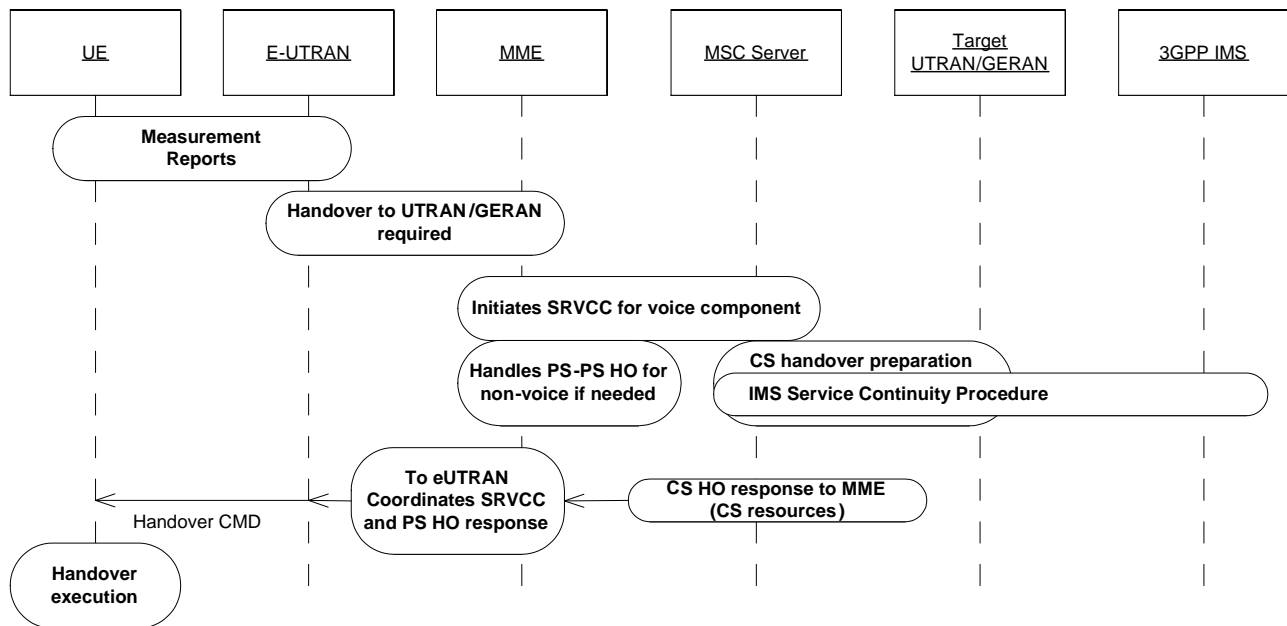 UE
E-UTRAN
MME
MSC Server
Target
UTRAN/GERAN
3GPP IMS
Measurement
Reports
Handover to UTRAN/GERAN
required
Initiates SRVCC for voice component
Handles PS-PS HO for
non-voice if needed
CS handover preparation
IMS Service Continuity Procedure
To eUTRAN
Coordinates SRVCC
and PS HO response
CS HO response to MME
(CS resources)
Handover CMD
Handover
execution